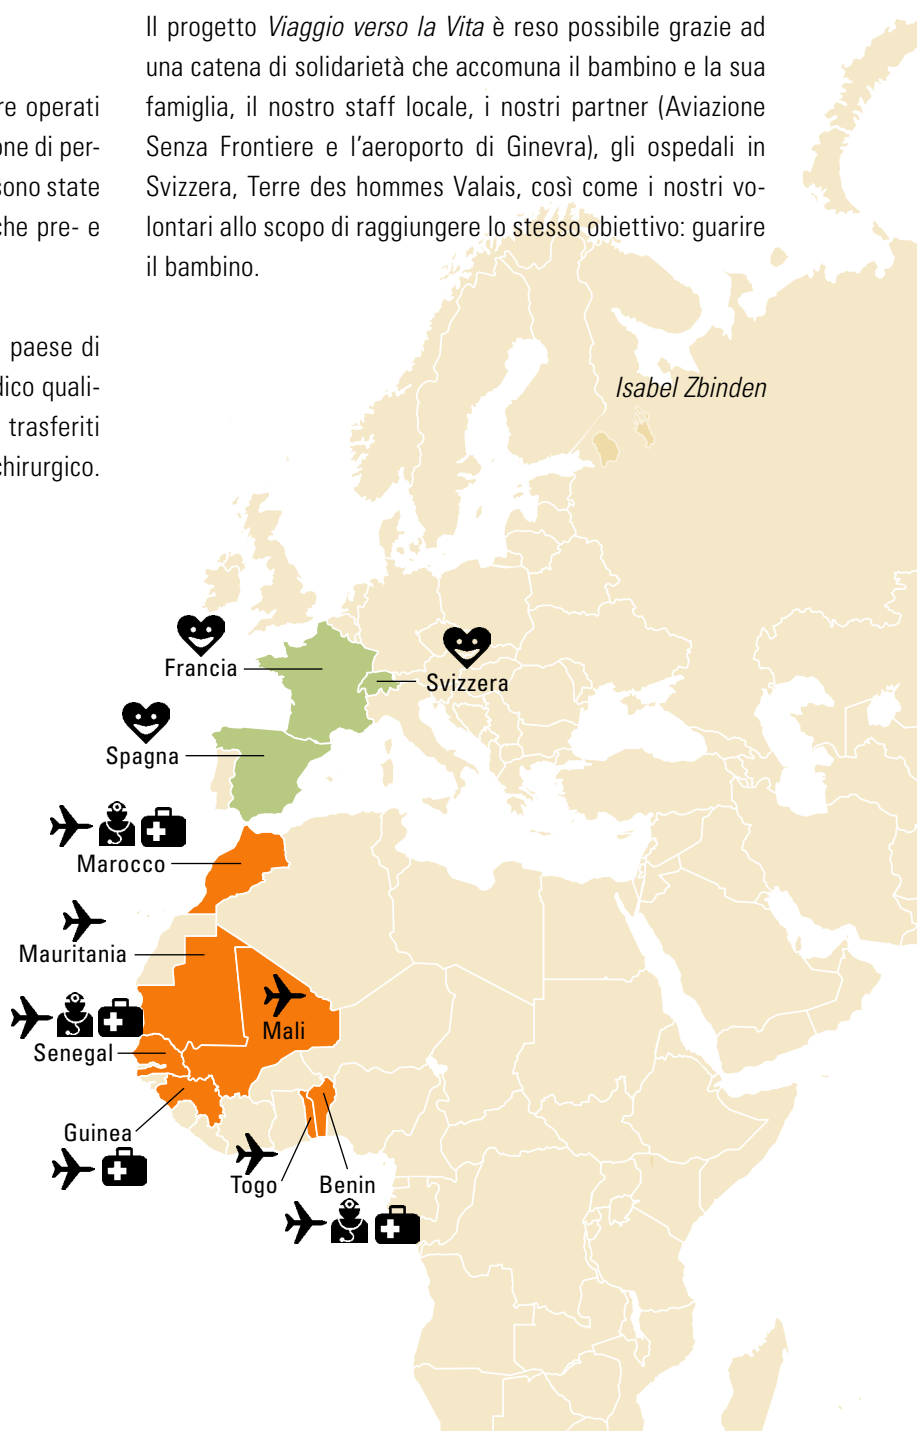 re operati
one di per-
sono state
che pre- e
paese di
dico quali-
trasferiti
chirurgico.
Il progetto Viaggio verso la Vita è reso possibile grazie ad
una catena di solidarietà che accomuna il bambino e la sua
famiglia, il nostro staff locale, i nostri partner (Aviazione
Senza Frontiere e l'aeroporto di Ginevra), gli ospedali in
Svizzera, Terre des hommes Valais, così come i nostri vo-
lontari allo scopo di raggiungere lo stesso obiettivo: guarire
il bambino.
Isabel Zbinden
Francia
Svizzera
Spagna
Marocco
Mauritania
Mali
Senegal
Guinea
Togo
Benin